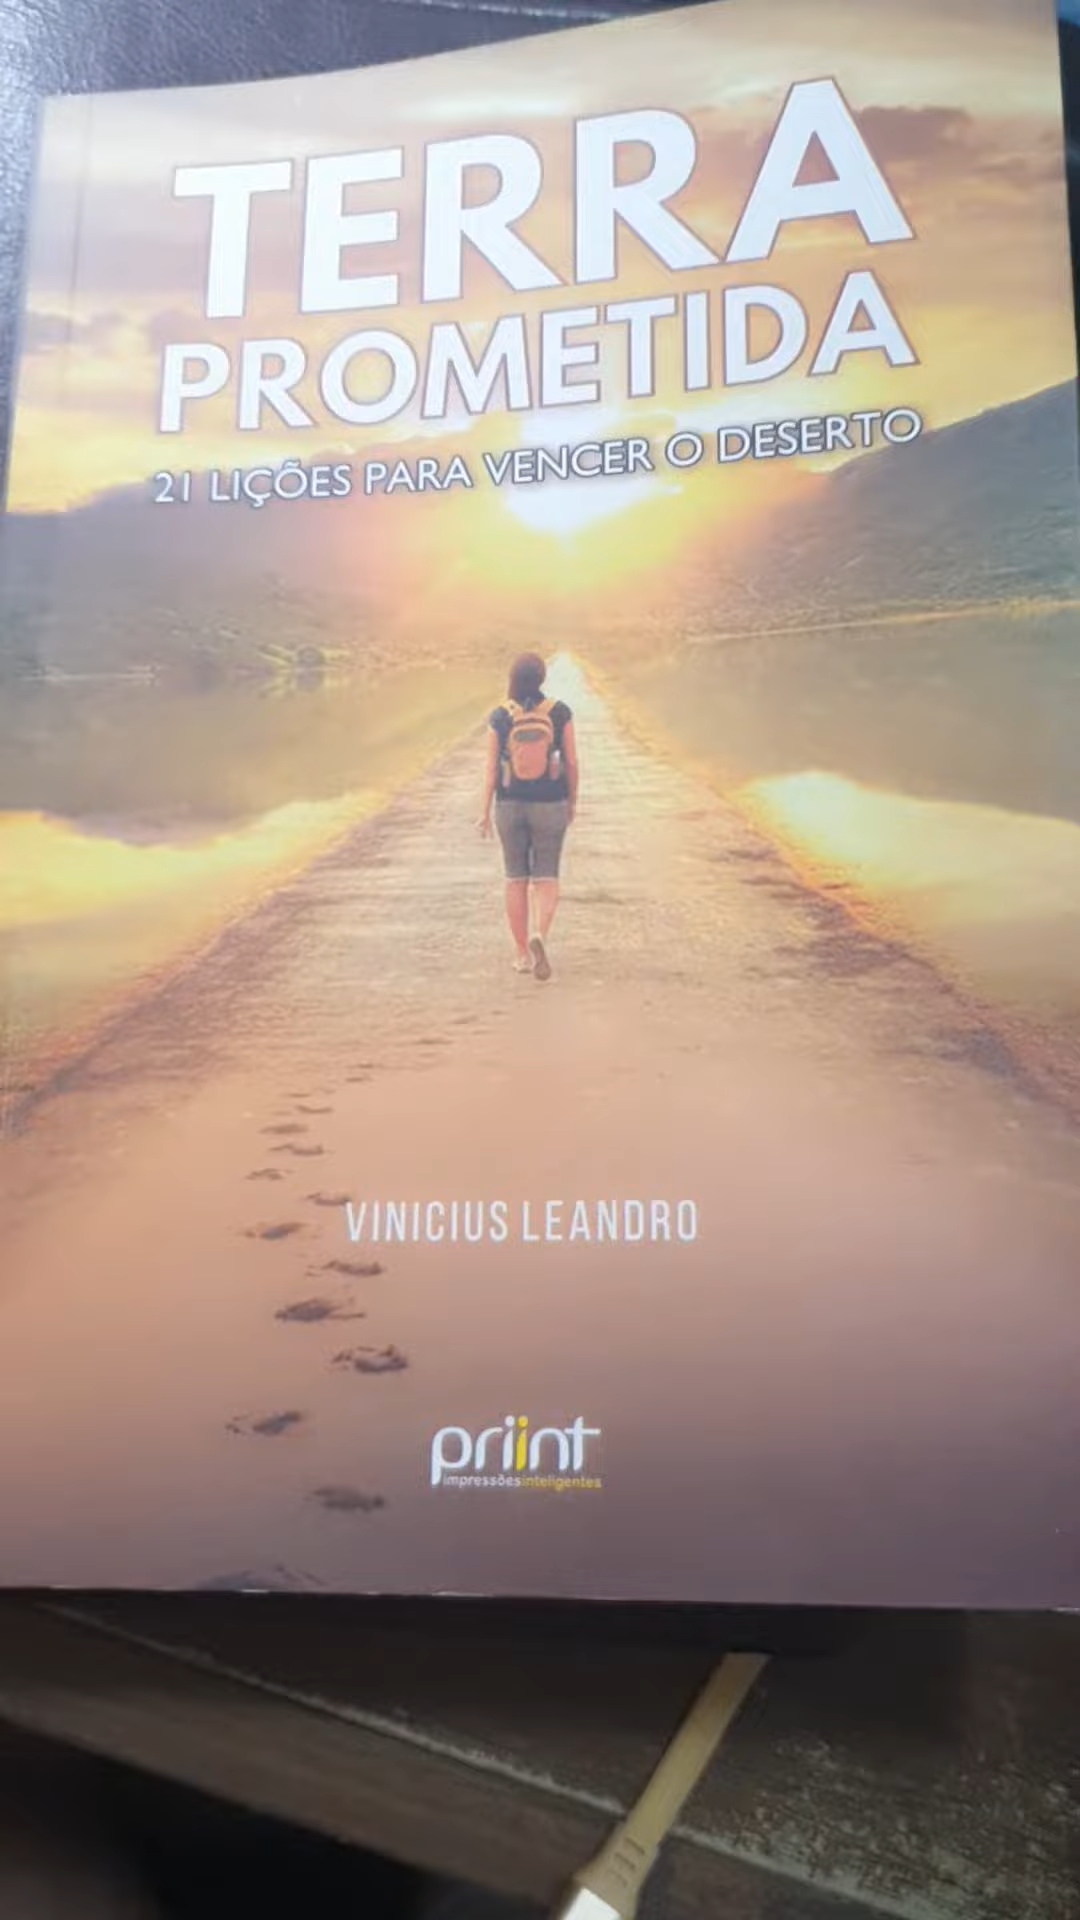 TERRA
PROMETIDA
21 LIÇÕES PARA VENCER O DESERTO
VINICIUS LEANDRO
priint
impressõesinteligentes